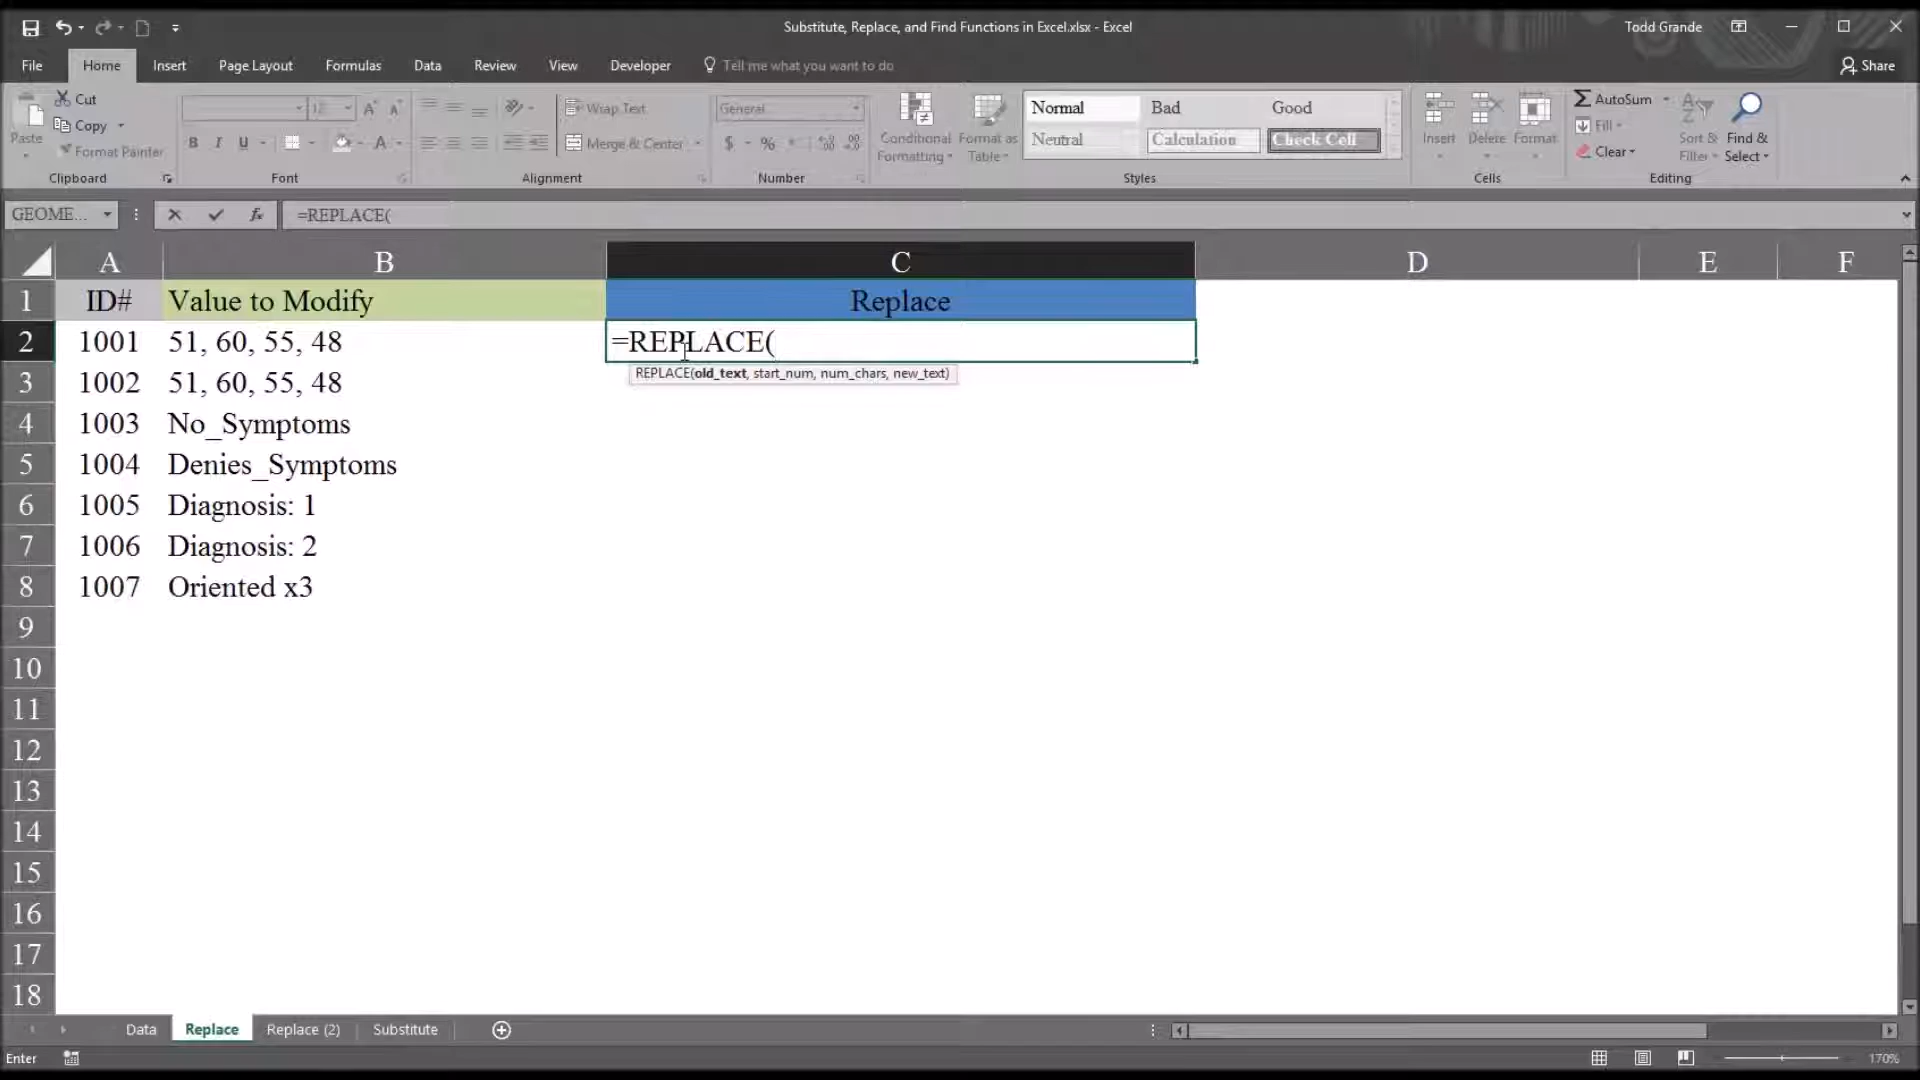 Substitute, Replace, and Find Functions in Excel.xlsx - Excel
Todd Grande
File Home Insert Page Layout Formulas Data Review View Developer Tell me what you want to do
Share
Paste
Cut
Copy
Format Painter
Clipboard
12
B I U
Font
Wrap Text
Merge & Center
Alignment
General
$ %
Number
Conditional Formatting
Format as Table
Normal Bad Good
Neutral Calculation Check Cell
Styles
Insert Delete Format
Cells
AutoSum
Fill
Clear
Sort & Filter
Find & Select
Editing
GEOME...
fx
=REPLACE(
A B C D E F
1 ID# Value to Modify Replace
2 1001 51, 60, 55, 48 =REPLACE(
REPLACE(old_text, start_num, num_chars, new_text)
3 1002 51, 60, 55, 48
4 1003 No_Symptoms
5 1004 Denies_Symptoms
6 1005 Diagnosis: 1
7 1006 Diagnosis: 2
8 1007 Oriented x3
9
10
11
12
13
14
15
16
17
18
Data Replace Replace (2) Substitute
Enter
170%